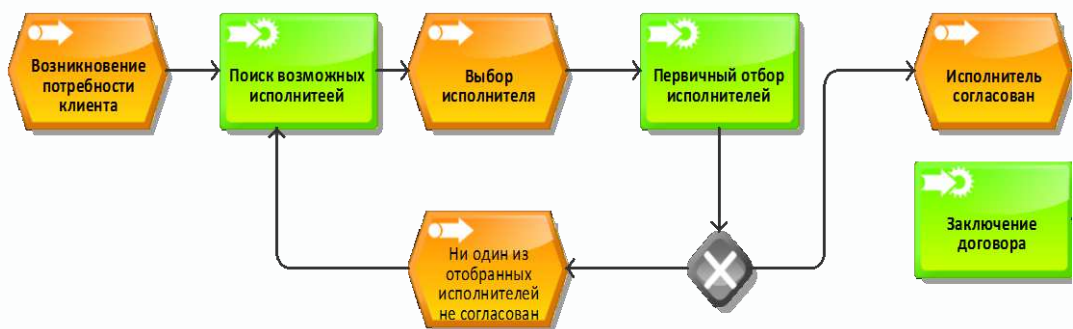 Возникновение
потребности
клиента
Поиск возможных
исполнитеей
Выбор
исполнителя
Первичный отбор
исполнителей
Исполнитель
согласован
Ни один из
отобранных
исполнителей
не согласован
Заключение
договора